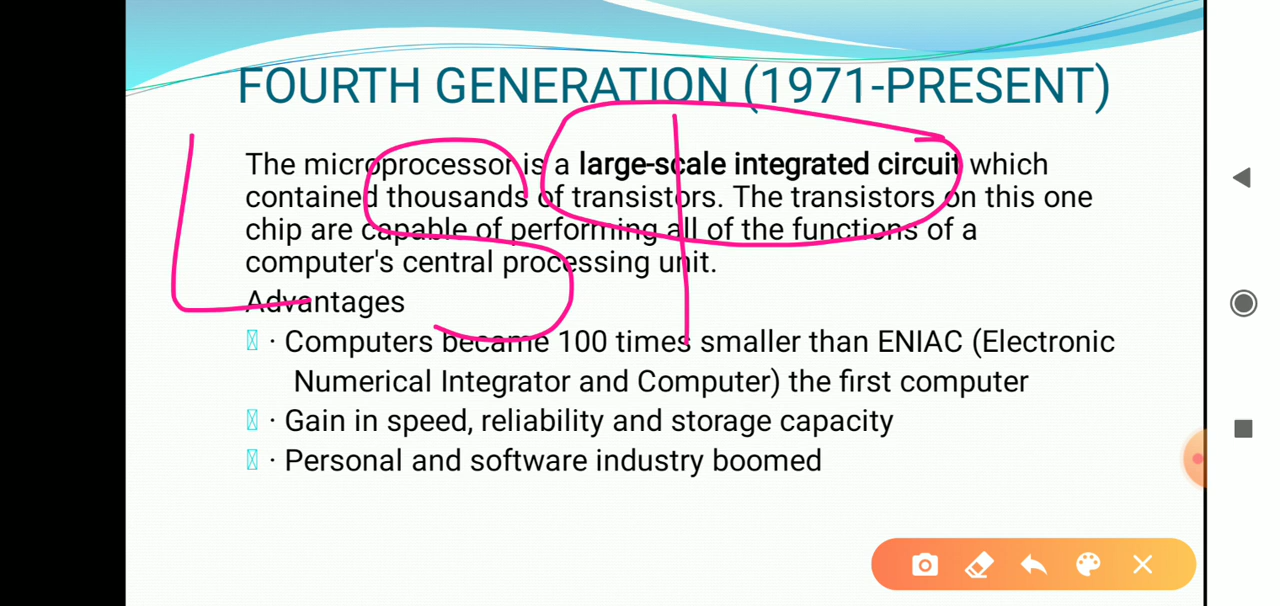 FOURTH GENERATION (1971-PRESENT)
The microprocessor is a large-scale integrated circuit which
contained thousands of transistors. The transistors on this one
chip are capable of performing all of the functions of a
computer's central processing unit.
Advantages
· Computers became 100 times smaller than ENIAC (Electronic
Numerical Integrator and Computer) the first computer
· Gain in speed, reliability and storage capacity
· Personal and software industry boomed
LSI